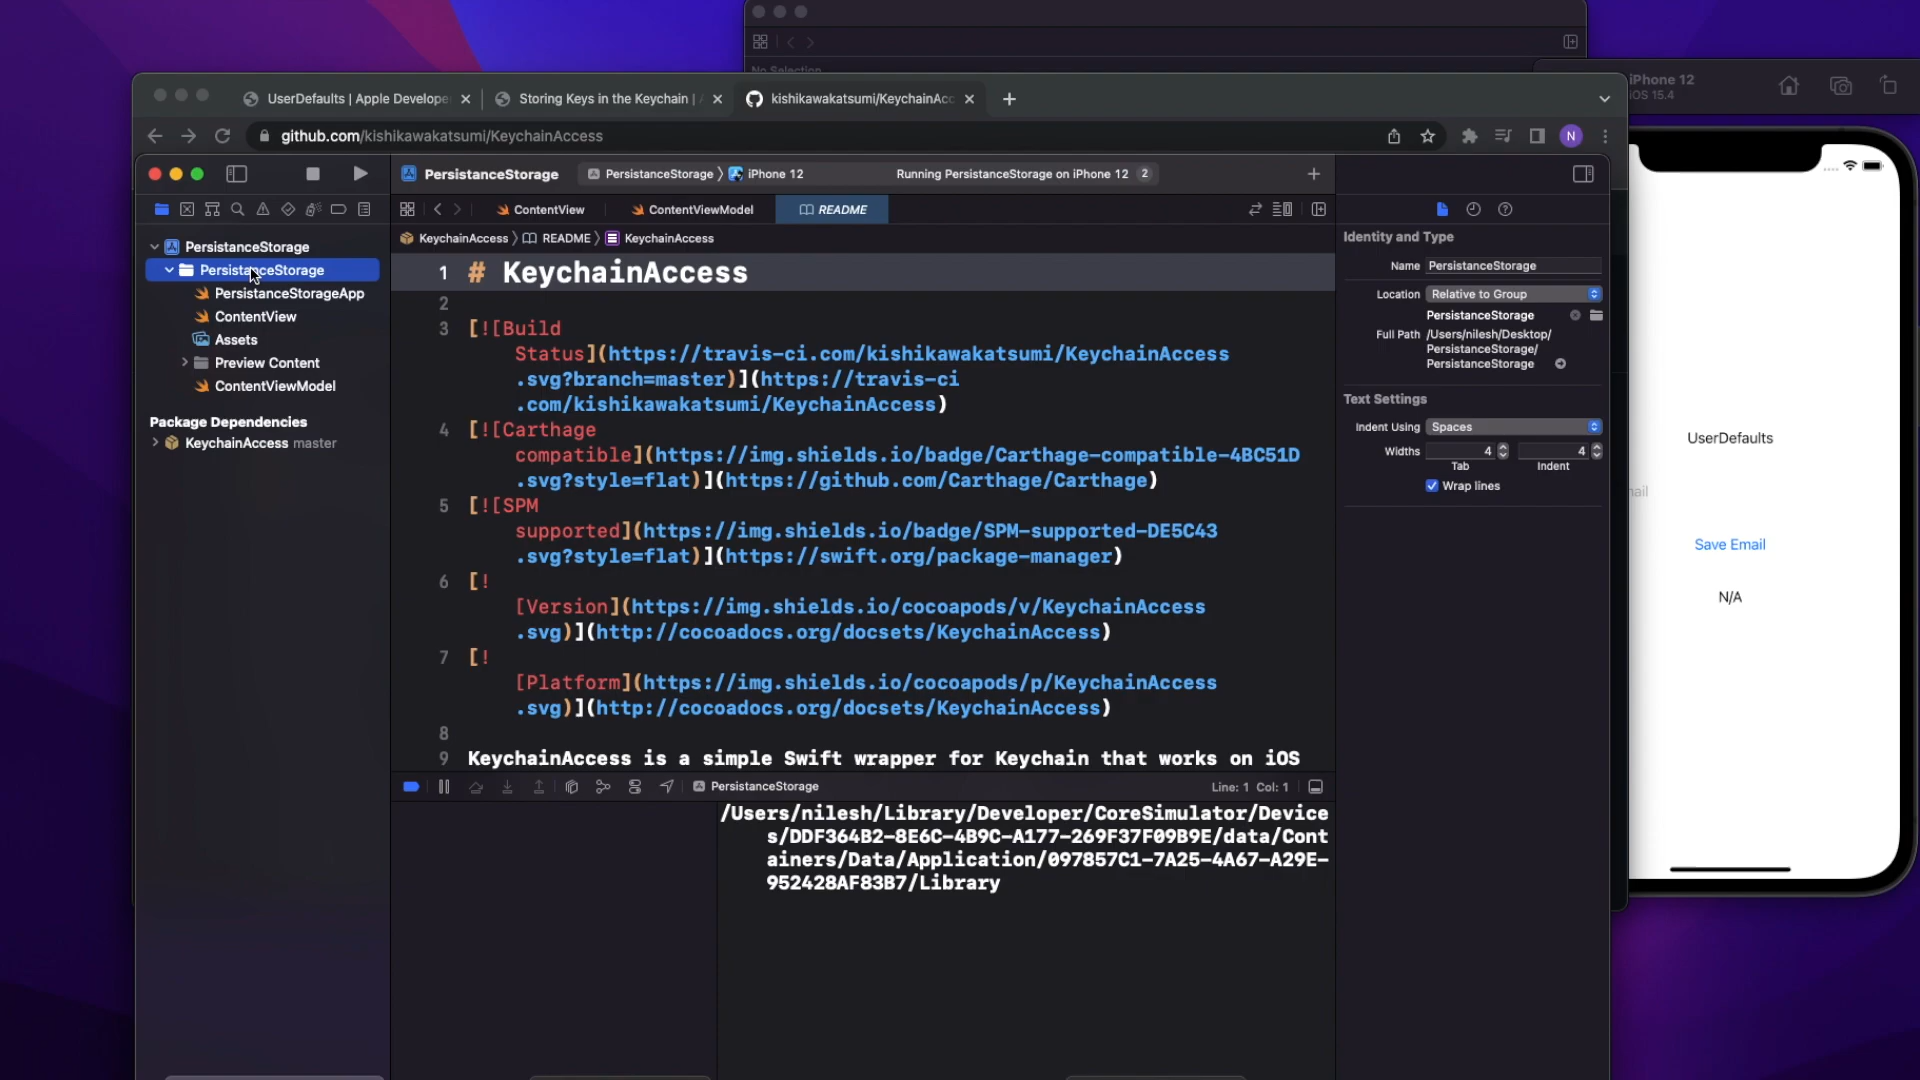 No Selection
UserDefaults | Apple Develope
Storing Keys in the Keychain |
kishikawakatsumi/KeychainAcc
github.com/kishikawakatsumi/KeychainAccess
N
iPhone 12
iOS 15.4
PersistanceStorage
PersistanceStorage
iPhone 12
Running PersistanceStorage on iPhone 12
2
ContentView
ContentViewModel
README
KeychainAccess
README
KeychainAccess
PersistanceStorage
PersistanceStorage
PersistanceStorageApp
ContentView
Assets
Preview Content
ContentViewModel
Package Dependencies
KeychainAccess master
1 # KeychainAccess
2
3 [![Build
Status](https://travis-ci.com/kishikawakatsumi/KeychainAccess
.svg?branch=master)](https://travis-ci
.com/kishikawakatsumi/KeychainAccess)
4 [![Carthage
compatible](https://img.shields.io/badge/Carthage-compatible-4BC51D
.svg?style=flat)](https://github.com/Carthage/Carthage)
5 [![SPM
supported](https://img.shields.io/badge/SPM-supported-DE5C43
.svg?style=flat)](https://swift.org/package-manager)
6 [!
[Version](https://img.shields.io/cocoapods/v/KeychainAccess
.svg)](http://cocoadocs.org/docsets/KeychainAccess)
7 [!
[Platform](https://img.shields.io/cocoapods/p/KeychainAccess
.svg)](http://cocoadocs.org/docsets/KeychainAccess)
8
9 KeychainAccess is a simple Swift wrapper for Keychain that works on iOS
PersistanceStorage
Line: 1 Col: 1
/Users/nilesh/Library/Developer/CoreSimulator/Device
s/DDF364B2-8E6C-4B9C-A177-269F37F09B9E/data/Cont
ainers/Data/Application/097857C1-7A25-4A67-A29E-
952428AF83B7/Library
Identity and Type
Name PersistanceStorage
Location Relative to Group
PersistanceStorage
Full Path /Users/nilesh/Desktop/
PersistanceStorage/
PersistanceStorage
Text Settings
Indent Using Spaces
Widths 4 4
Tab Indent
Wrap lines
UserDefaults
nail
Save Email
N/A